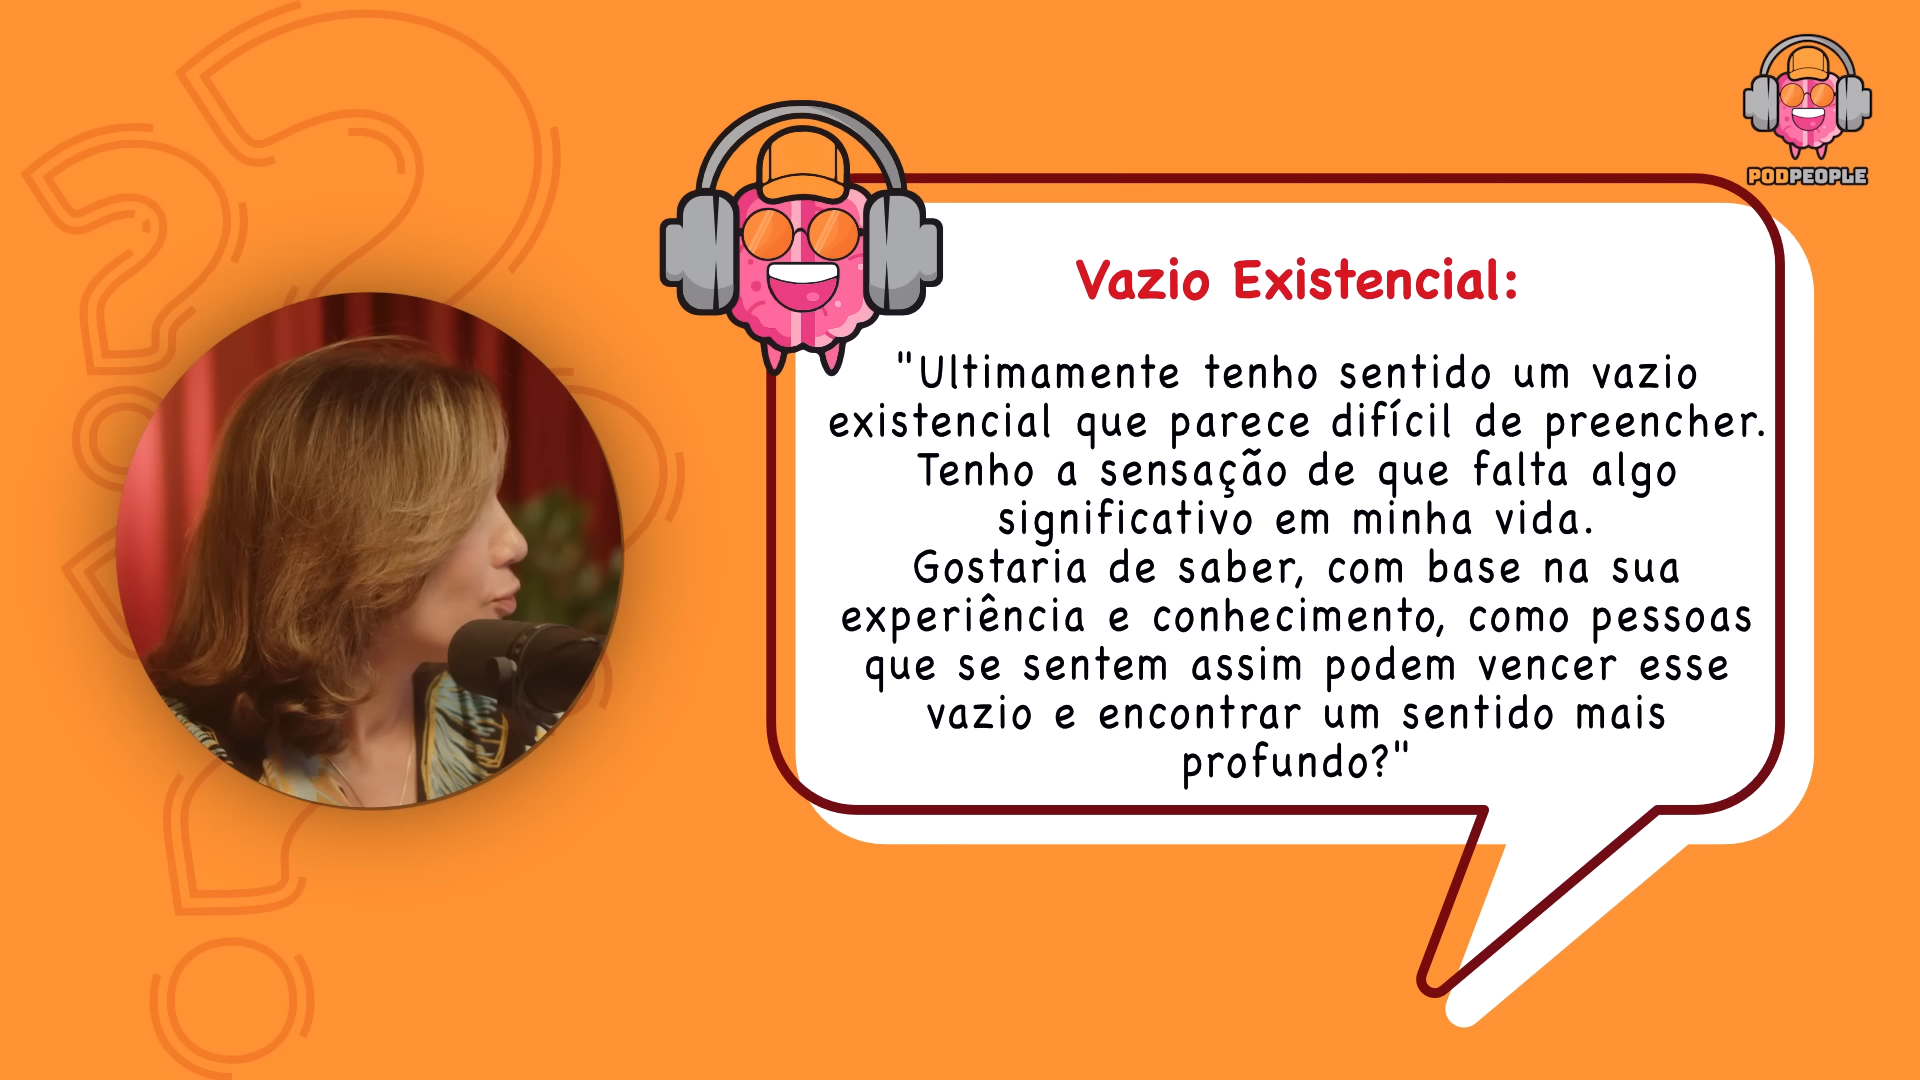 PODPEOPLE
Vazio Existencial:
"Ultimamente tenho sentido um vazio
existencial que parece difícil de preencher.
Tenho a sensação de que falta algo
significativo em minha vida.
Gostaria de saber, com base na sua
experiência e conhecimento, como pessoas
que se sentem assim podem vencer esse
vazio e encontrar um sentido mais
profundo?"